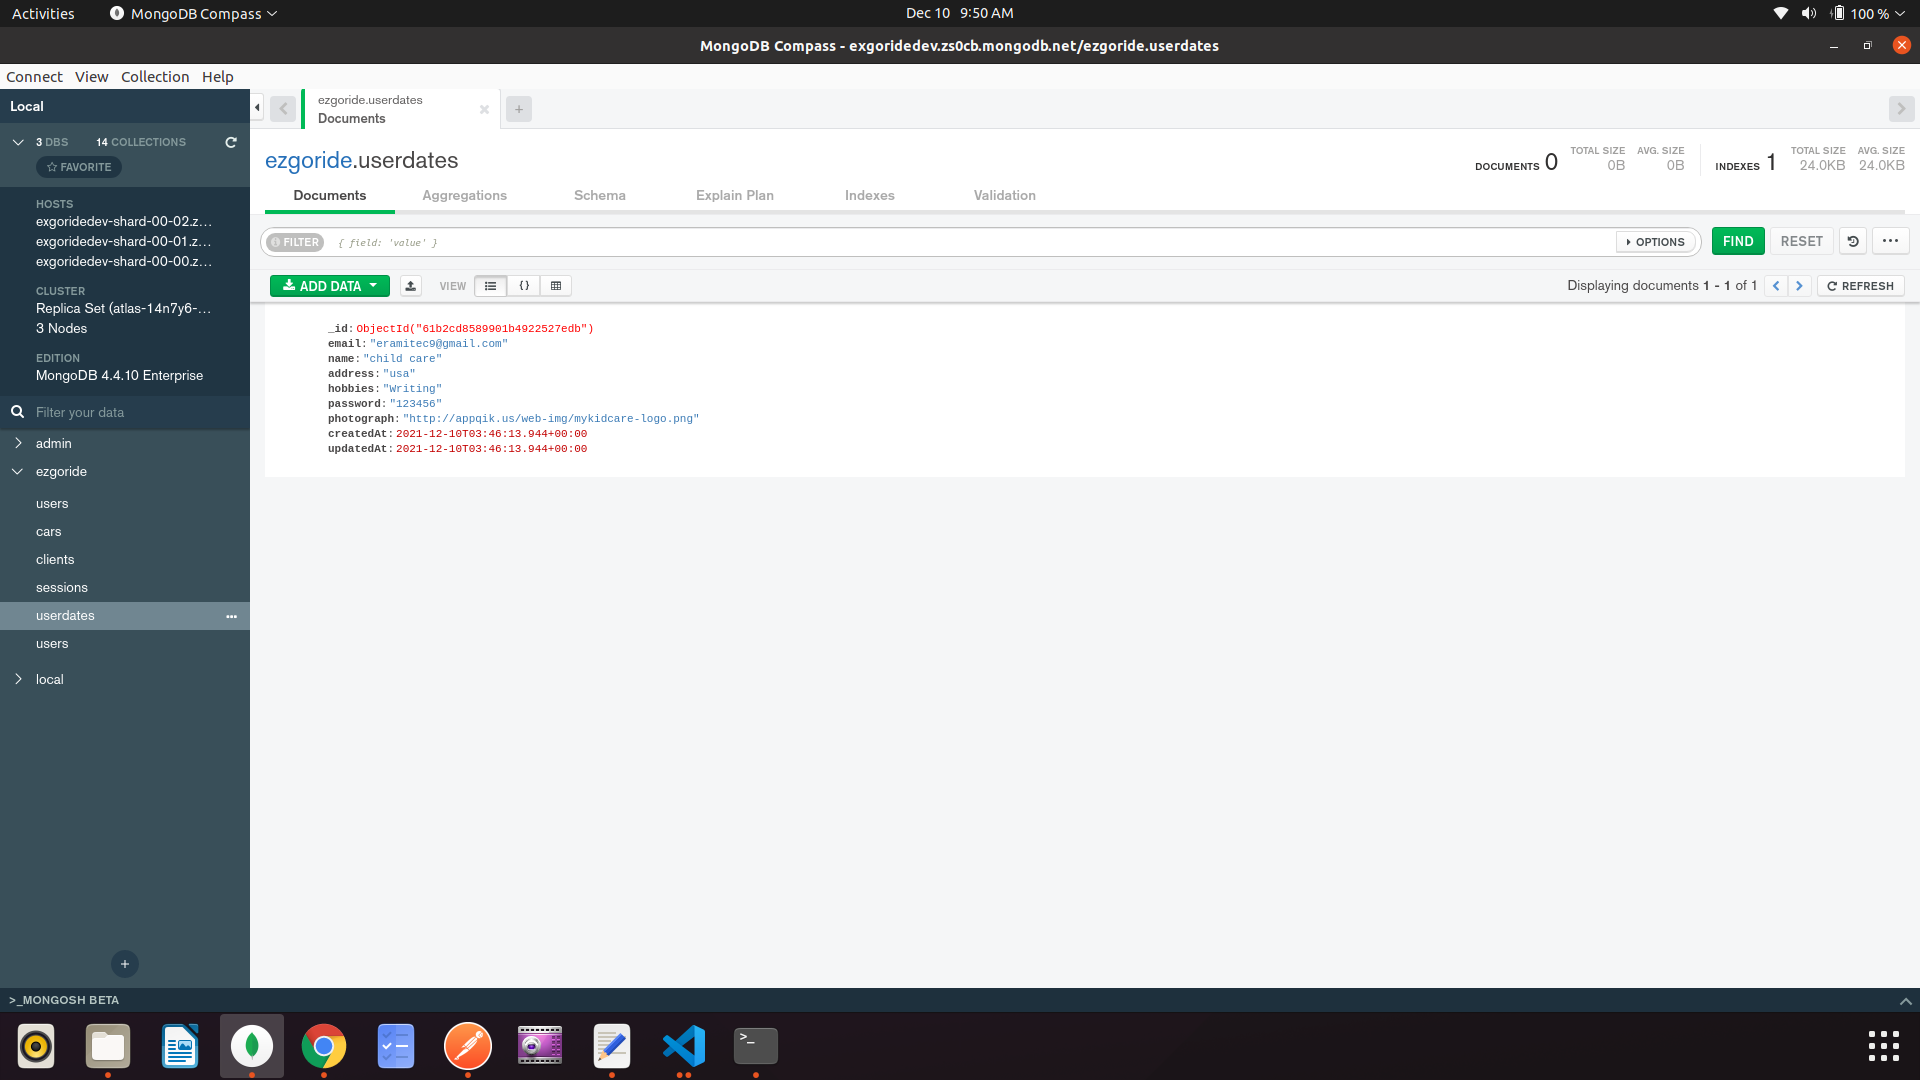 Activities MongoDB Compass Dec 10 9:50 AM 100 %
MongoDB Compass - exgoridedev.zs0cb.mongodb.net/ezgoride.userdates
Connect View Collection Help
Local
3 DBS 14 COLLECTIONS
FAVORITE
HOSTS
exgoridedev-shard-00-02.z...
exgoridedev-shard-00-01.z...
exgoridedev-shard-00-00.z...
CLUSTER
Replica Set (atlas-14n7y6-...
3 Nodes
EDITION
MongoDB 4.4.10 Enterprise
Filter your data
admin
ezgoride
users
cars
clients
sessions
userdates
users
local
ezgoride.userdates
Documents
ezgoride.userdates
DOCUMENTS 0 TOTAL SIZE 0B AVG. SIZE 0B INDEXES 1 TOTAL SIZE 24.0KB AVG. SIZE 24.0KB
Documents Aggregations Schema Explain Plan Indexes Validation
FILTER { field: 'value' } OPTIONS FIND RESET ...
ADD DATA VIEW {} Displaying documents 1 - 1 of 1 REFRESH
_id: ObjectId("61b2cd8589901b4922527edb")
email: "eramitec9@gmail.com"
name: "child care"
address: "usa"
hobbies: "Writing"
password: "123456"
photograph: "http://appqik.us/web-img/mykidcare-logo.png"
createdAt: 2021-12-10T03:46:13.944+00:00
updatedAt: 2021-12-10T03:46:13.944+00:00
>_MONGOSH BETA